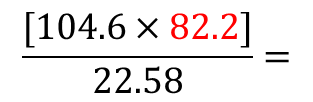 [104.6 × 82.2]
22.58
=